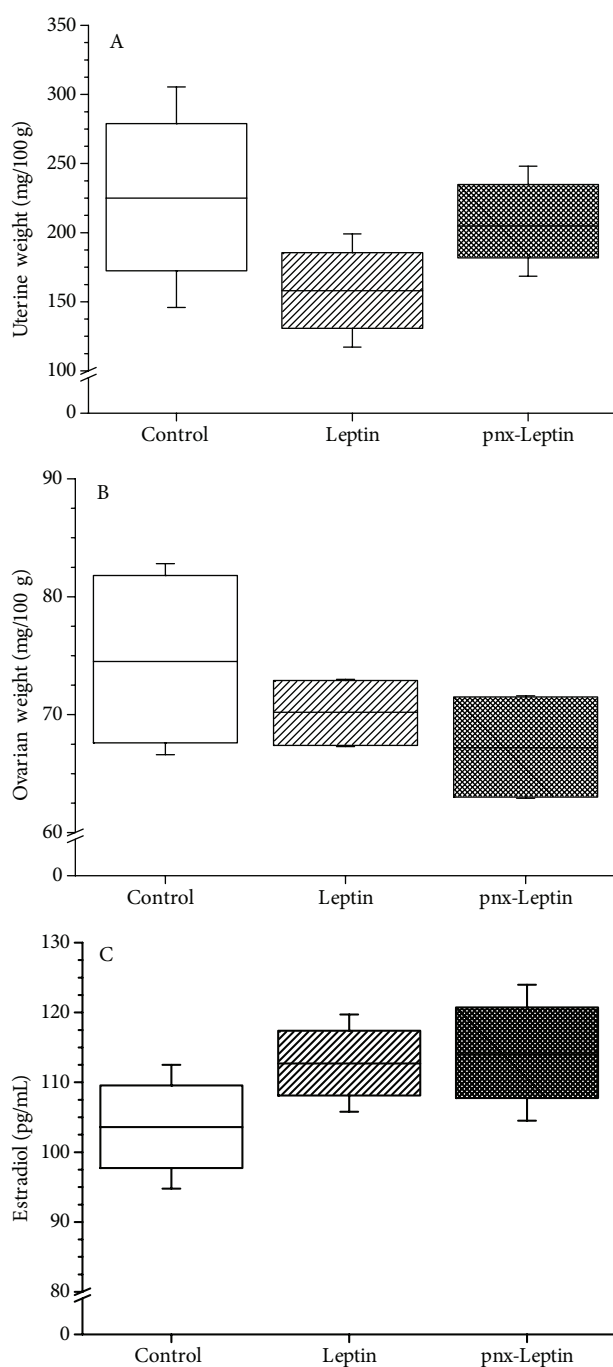 350
A
300
250
200
150
100
0
Uterine weight (mg/100 g)
Control Leptin pnx-Leptin
90
B
80
70
60
0
Ovarian weight (mg/100 g)
Control Leptin pnx-Leptin
130
C
120
110
100
90
80
0
Estradiol (pg/mL)
Control Leptin pnx-Leptin